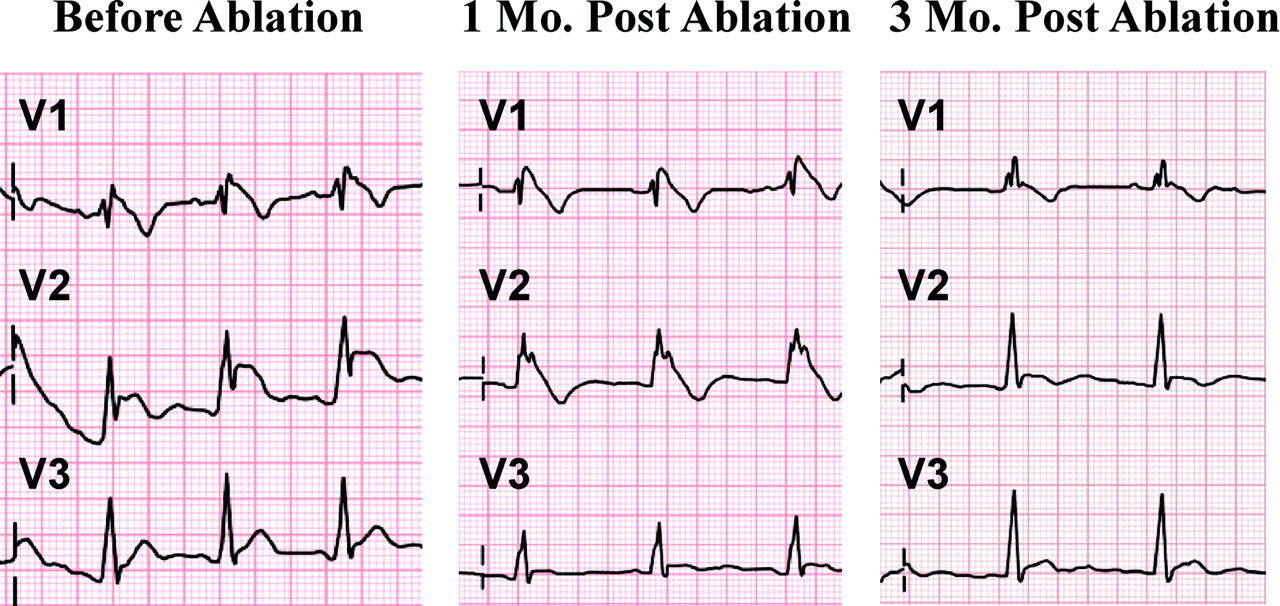 Before Ablation
V1
V2
V3
1 Mo. Post Ablation
V1
V2
V3
3 Mo. Post Ablation
V1
V2
V3